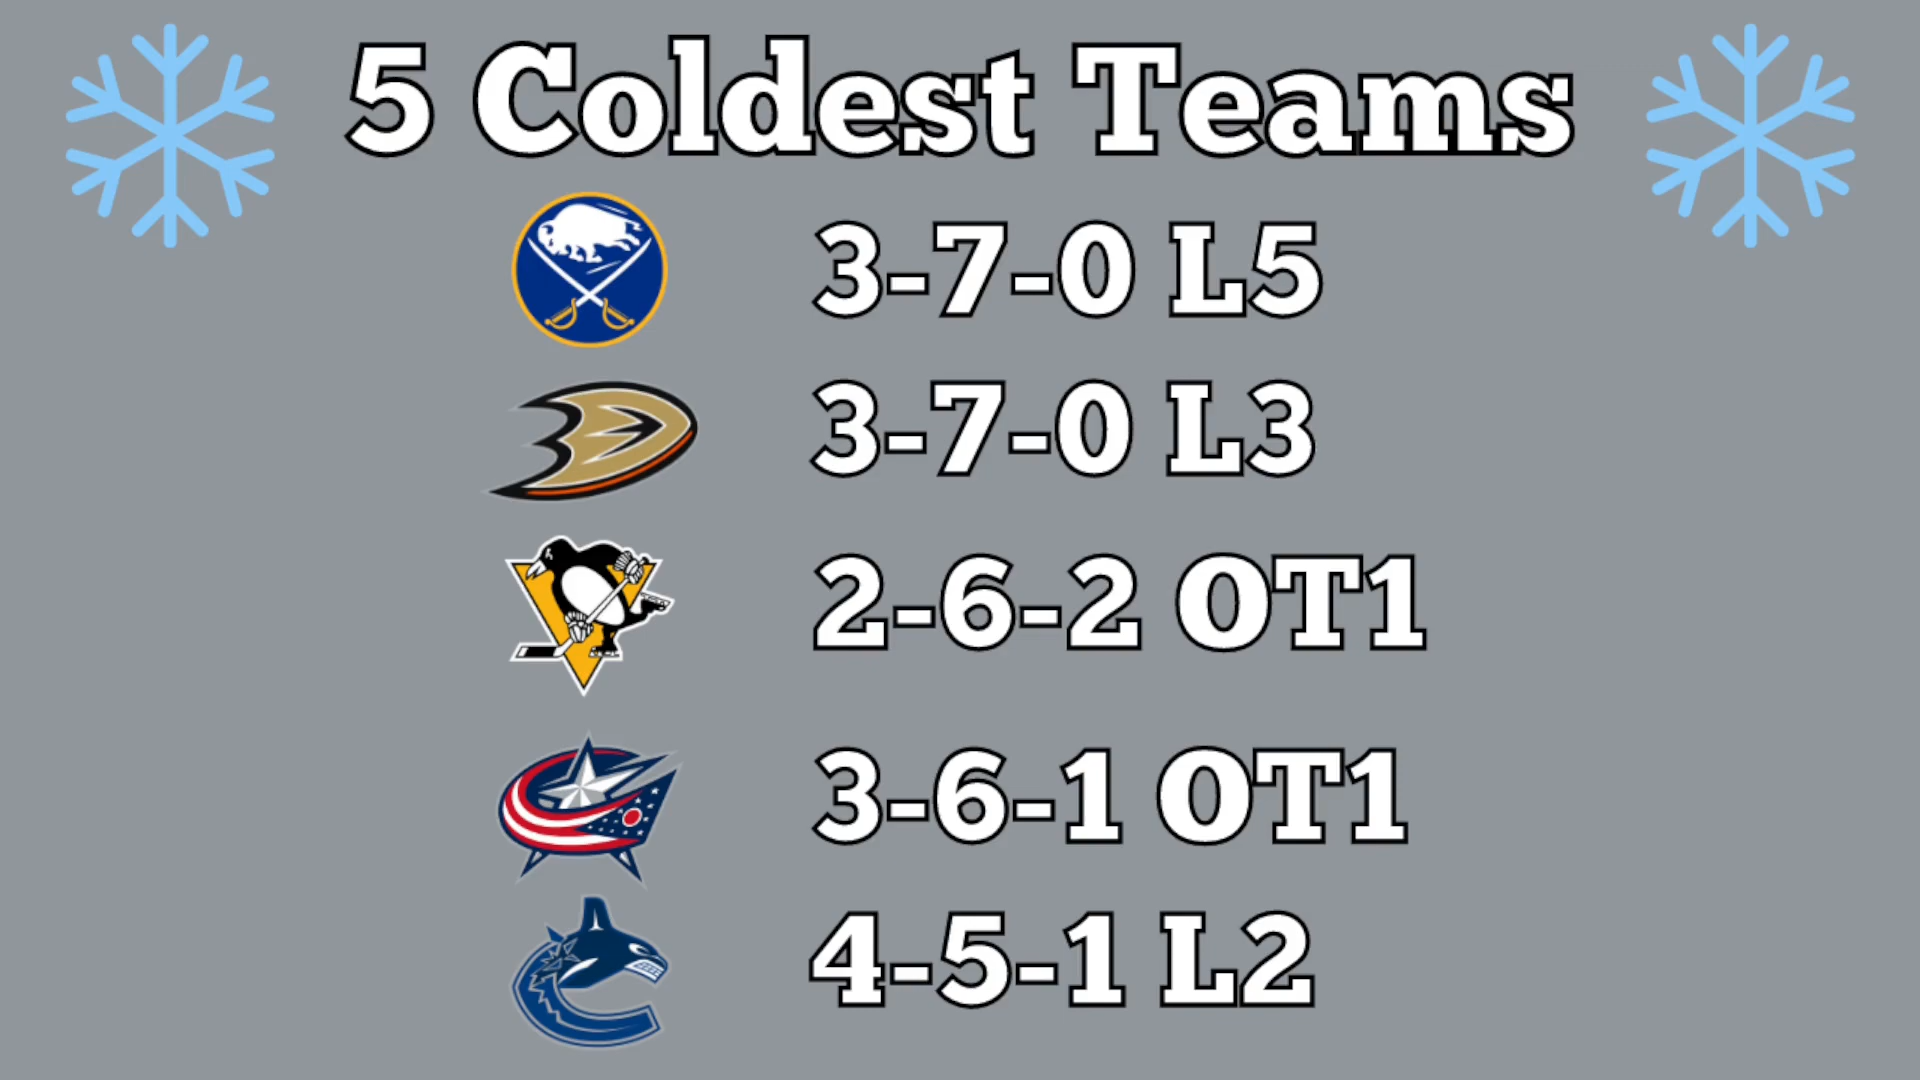 5 Coldest Teams
3-7-0 L5
3-7-0 L3
2-6-2 OT1
3-6-1 OT1
4-5-1 L2